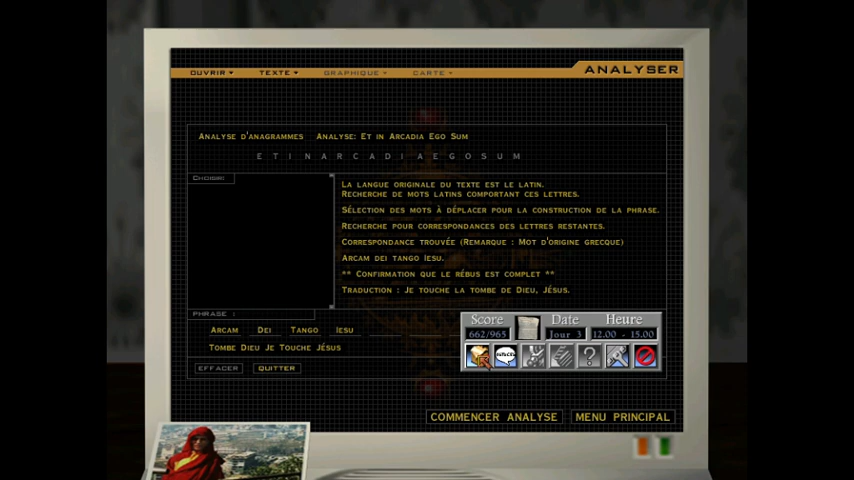 OUVRIR TEXTE GRAPHIQUE CARTE ANALYSER
ANALYSE D'ANAGRAMMES ANALYSE: ET IN ARCADIA EGO SUM
E T I N A R C A D I A E G O S U M
CHOISIR:
LA LANGUE ORIGINALE DU TEXTE EST LE LATIN.
RECHERCHE DE MOTS LATINS COMPORTANT CES LETTRES.
SÉLECTION DES MOTS À DÉPLACER POUR LA CONSTRUCTION DE LA PHRASE.
RECHERCHE POUR CORRESPONDANCES DES LETTRES RESTANTES.
CORRESPONDANCE TROUVÉE (REMARQUE : MOT D'ORIGINE GRECQUE)
ARCAM DEI TANGO IESU.
** CONFIRMATION QUE LE RÉBUS EST COMPLET **
TRADUCTION : JE TOUCHE LA TOMBE DE DIEU, JÉSUS.
PHRASE :
ARCAM DEI TANGO IESU
TOMBE DIEU JE TOUCHE JÉSUS
EFFACER QUITTER
Score Date Heure
662/965 Jour 3 12.00 - 15.00
COMMENCER ANALYSE MENU PRINCIPAL